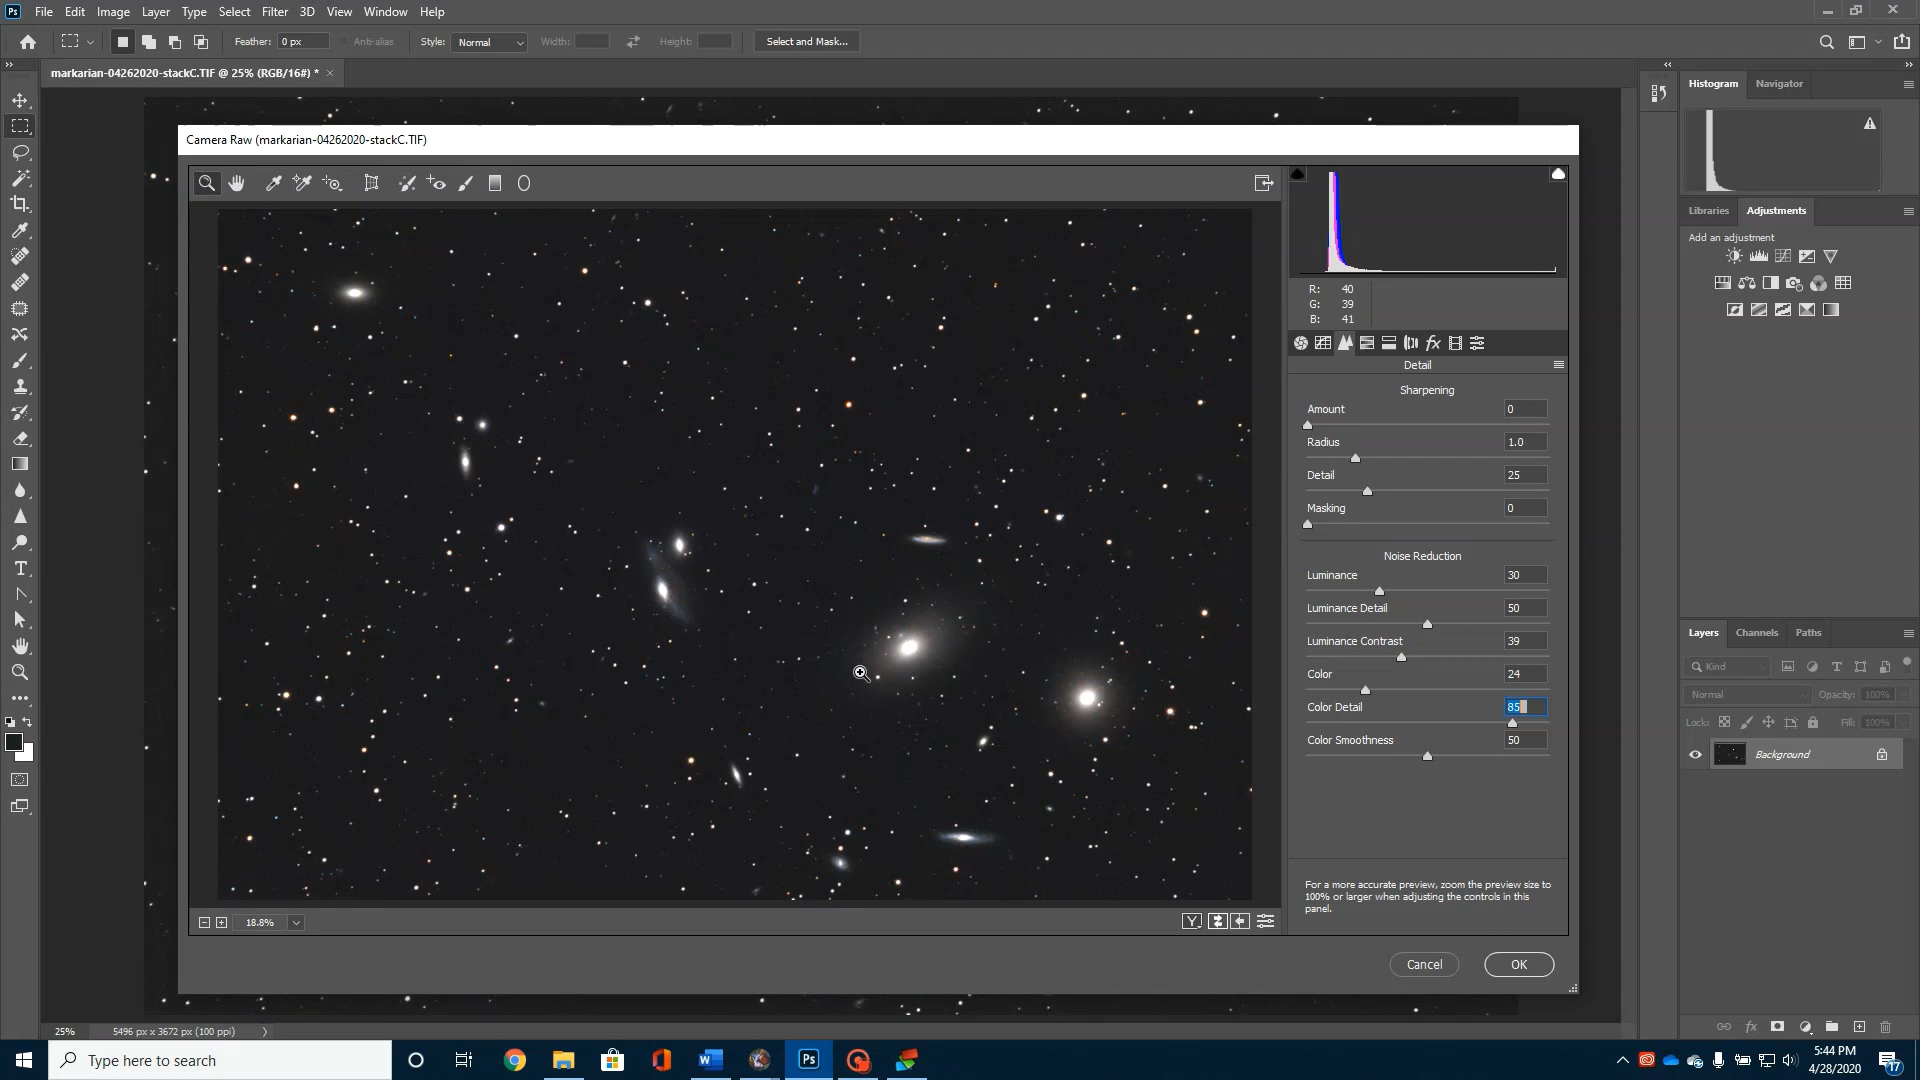 Ps File Edit Image Layer Type Select Filter 3D View Window Help
Feather: 0 px Anti-alias Style: Normal Width: Height: Select and Mask...
markarian-04262020-stackC.TIF @ 25% (RGB/16#) * ×
Histogram Navigator
Camera Raw (markarian-04262020-stackC.TIF)
Libraries Adjustments
Add an adjustment
R: 40
G: 39
B: 41
fx
Detail
Sharpening
Amount 0
Radius 1.0
Detail 25
Masking 0
Noise Reduction
Luminance 30
Luminance Detail 50
Luminance Contrast 39
Color 24
Color Detail 85
Color Smoothness 50
For a more accurate preview, zoom the preview size to
100% or larger when adjusting the controls in this
panel.
18.8%
Y
Cancel OK
Layers Channels Paths
Kind
Normal Opacity: 100%
Lock: Fill: 100%
Background
fx
25% 5496 px x 3672 px (100 ppi)
Type here to search
Ps
5:44 PM
4/28/2020
17